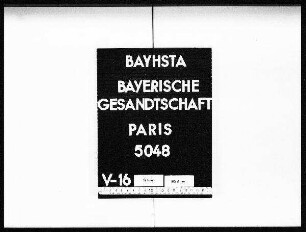 BAYHSTA
BAYERISCHE
GESANDTSCHAFT
PARIS
5048
V-16